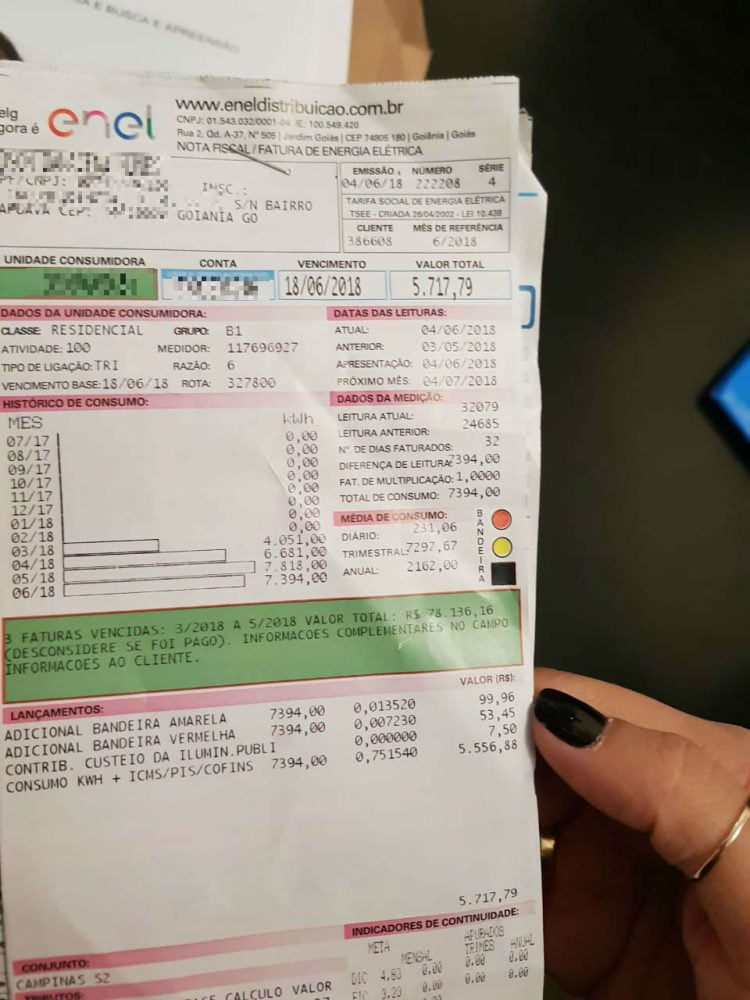 E BUSCA E APREENSÃO
elg
gora é enel
www.eneldistribuicao.com.br
CNPJ: 01.543.032/0001-04 IE: 100.549.420
Rua 2, Qd. A-37, Nº 505 | Jardim Goiás | CEP 74805 180 | Goiânia | Goiás
NOTA FISCAL / FATURA DE ENERGIA ELÉTRICA
EMISSÃO NÚMERO SÉRIE
04/06/18 222208 4
PF/CNPJ: INSC.:
S/N BAIRRO
CEP: GOIANIA GO
TARIFA SOCIAL DE ENERGIA ELÉTRICA
TSEE - CRIADA 26/04/2002 - LEI 10.438
CLIENTE MÊS DE REFERÊNCIA
386608 6/2018
UNIDADE CONSUMIDORA CONTA VENCIMENTO VALOR TOTAL
18/06/2018 5.717,79
DADOS DA UNIDADE CONSUMIDORA:
CLASSE: RESIDENCIAL GRUPO: B1
ATIVIDADE: 100 MEDIDOR: 117696927
TIPO DE LIGAÇÃO: TRI RAZÃO: 6
VENCIMENTO BASE: 18/06/18 ROTA: 327800
DATAS DAS LEITURAS:
ATUAL: 04/06/2018
ANTERIOR: 03/05/2018
APRESENTAÇÃO: 04/06/2018
PRÓXIMO MÊS: 04/07/2018
HISTÓRICO DE CONSUMO:
MES kWh
07/17 0,00
08/17 0,00
09/17 0,00
10/17 0,00
11/17 0,00
12/17 0,00
01/18 0,00
02/18 0,00
03/18 4.051,00
04/18 6.681,00
05/18 7.818,00
06/18 7.394,00
DADOS DA MEDIÇÃO:
LEITURA ATUAL: 32079
LEITURA ANTERIOR: 24685
Nº. DE DIAS FATURADOS: 32
DIFERENÇA DE LEITURA: 7394,00
FAT. DE MULTIPLICAÇÃO: 1,0000
TOTAL DE CONSUMO: 7394,00
MÉDIA DE CONSUMO:
DIÁRIO: 231,06
TRIMESTRAL: 7297,67
ANUAL: 2162,00
BANDEIRA
3 FATURAS VENCIDAS: 3/2018 A 5/2018 VALOR TOTAL: R$ 78.136,16
(DESCONSIDERE SE FOI PAGO). INFORMACOES COMPLEMENTARES NO CAMPO
INFORMACOES AO CLIENTE.
LANÇAMENTOS: VALOR (R$):
ADICIONAL BANDEIRA AMARELA 7394,00 0,013520 99,96
ADICIONAL BANDEIRA VERMELHA 7394,00 0,007230 53,45
CONTRIB. CUSTEIO DA ILUMIN.PUBLI 0,000000 7,50
CONSUMO KWH + ICMS/PIS/COFINS 7394,00 0,751540 5.556,88
5.717,79
INDICADORES DE CONTINUIDADE:
META MENSAL APURADOS TRIMES ANUAL
CONJUNTO:
CAMPINAS S2
DIC 4,83 0,00 0,00 0,00
TRIBUTOS CALCULO VALOR
FIC 3,23 0,00 0,00 0,00